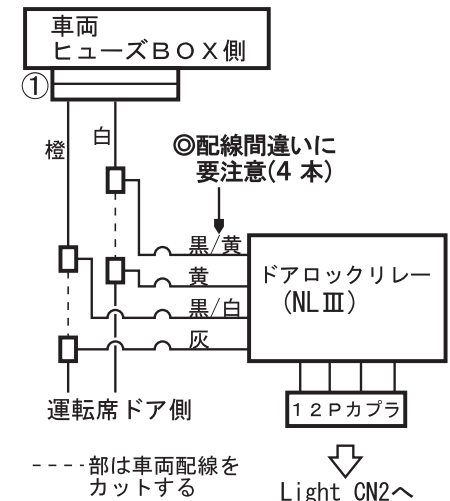 車両
ヒューズＢＯＸ側
①
橙
白
◎配線間違いに
要注意(４ 本)
黒/黄
黄
黒/白
灰
ドアロックリレー
(NLⅢ)
１２Ｐカプラ
運転席ドア側
部は車両配線を
カットする
Light CN2へ